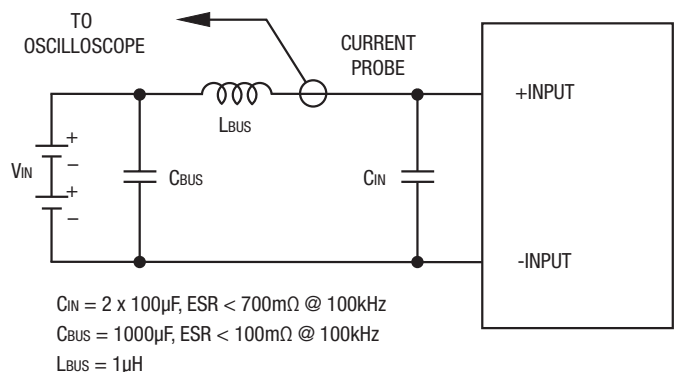 TO
OSCILLOSCOPE
CURRENT
PROBE
+INPUT
LBUS
VIN
+
−
+
−
CBUS
CIN
-INPUT
CIN = 2 x 100µF, ESR < 700mΩ @ 100kHz
CBUS = 1000µF, ESR < 100mΩ @ 100kHz
LBUS = 1µH